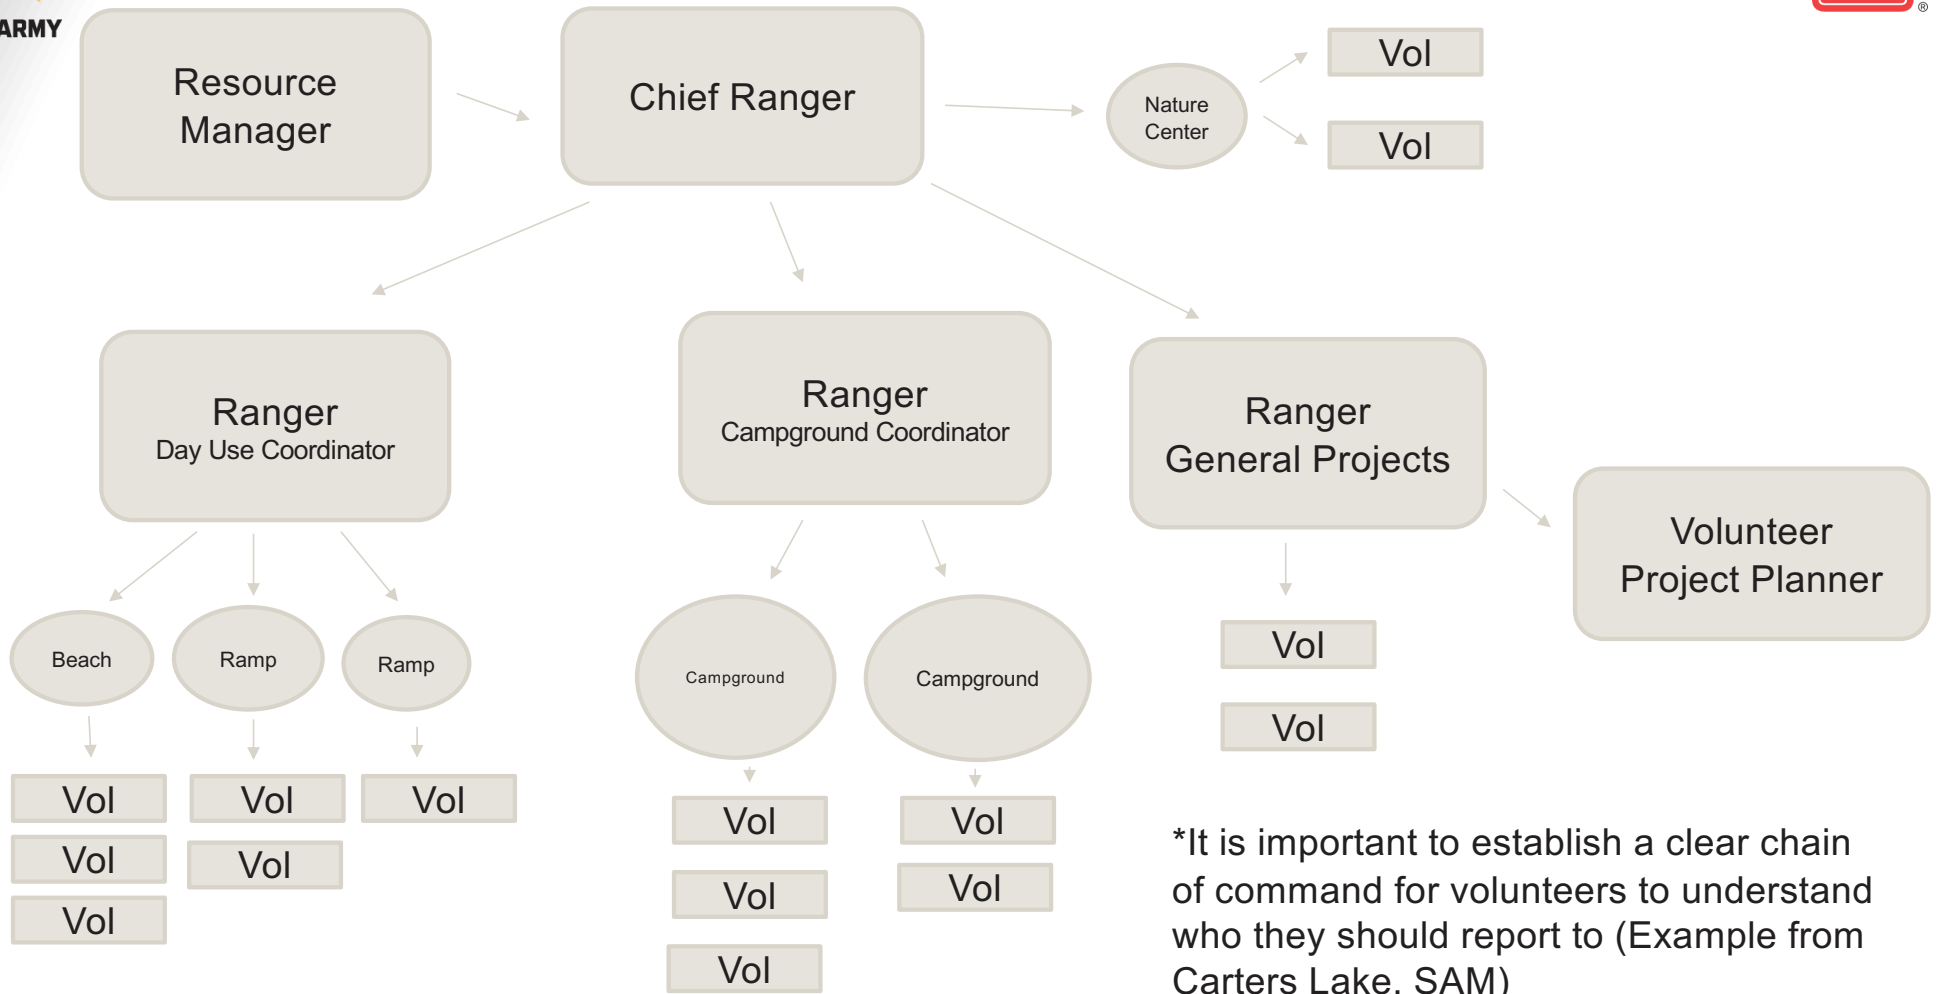 ARMY
®
Resource
Manager
Chief Ranger
Nature
Center
Vol
Vol
Ranger
Day Use Coordinator
Ranger
Campground Coordinator
Ranger
General Projects
Volunteer
Project Planner
Beach
Ramp
Ramp
Campground
Campground
Vol
Vol
Vol
Vol
Vol
Vol
Vol
Vol
Vol
Vol
Vol
Vol
Vol
*It is important to establish a clear chain
of command for volunteers to understand
who they should report to (Example from
Carters Lake, SAM)